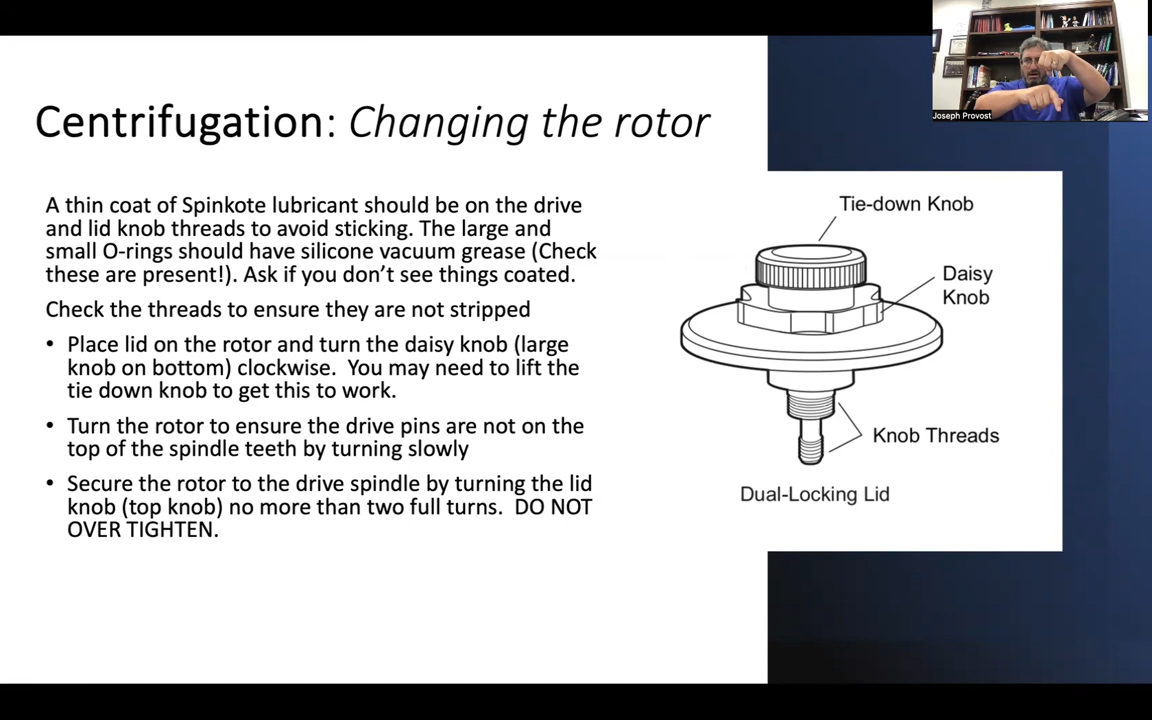 Joseph Provost
Centrifugation: Changing the rotor
A thin coat of Spinkote lubricant should be on the drive
and lid knob threads to avoid sticking. The large and
small O-rings should have silicone vacuum grease (Check
these are present!). Ask if you don't see things coated.
Check the threads to ensure they are not stripped
• Place lid on the rotor and turn the daisy knob (large
knob on bottom) clockwise. You may need to lift the
tie down knob to get this to work.
• Turn the rotor to ensure the drive pins are not on the
top of the spindle teeth by turning slowly
• Secure the rotor to the drive spindle by turning the lid
knob (top knob) no more than two full turns. DO NOT
OVER TIGHTEN.
Tie-down Knob
Daisy
Knob
Knob Threads
Dual-Locking Lid